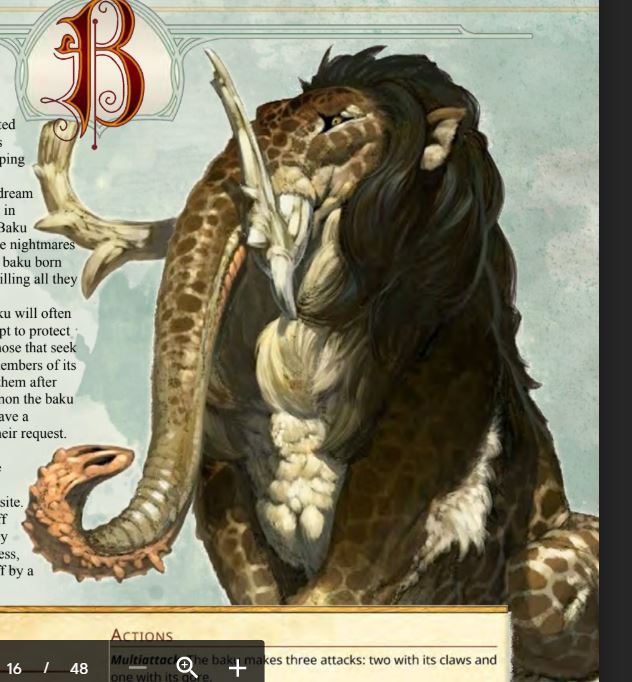 B
ted
s
ping
dream
in
Baku
e nightmares
baku born
illing all they
ku will often
pt to protect
hose that seek
embers of its
them after
mon the baku
ave a
heir request.
e
site.
ff
y
ess,
f by a
ACTIONS
Multiattack. The baku makes three attacks: two with its claws and
one with its gore.
16 / 48